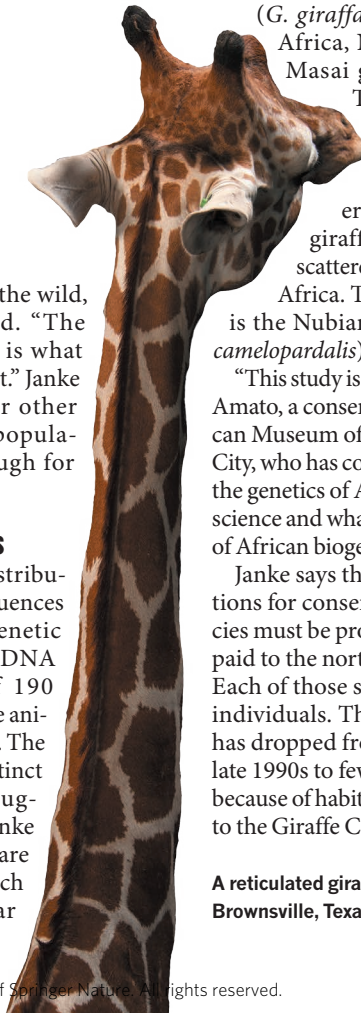 the wild,
d. “The
is what
t.” Janke
r other
popula-
ugh for
S
stribu-
uences
enetic
DNA
f 190
e ani-
. The
tinct
ug-
nke
are
ch
ar
(G. giraffa
Africa, N
Masai g
T
er
giraff
scattere
Africa. T
is the Nubian
camelopardalis)
“This study is
Amato, a conser
can Museum of
City, who has co
the genetics of A
science and wha
of African bioge
Janke says th
tions for conser
cies must be pro
paid to the nort
Each of those s
individuals. Th
has dropped fro
late 1990s to few
because of habit
to the Giraffe C
A reticulated gira
Brownsville, Texa
f Springer Nature. All rights reserved.